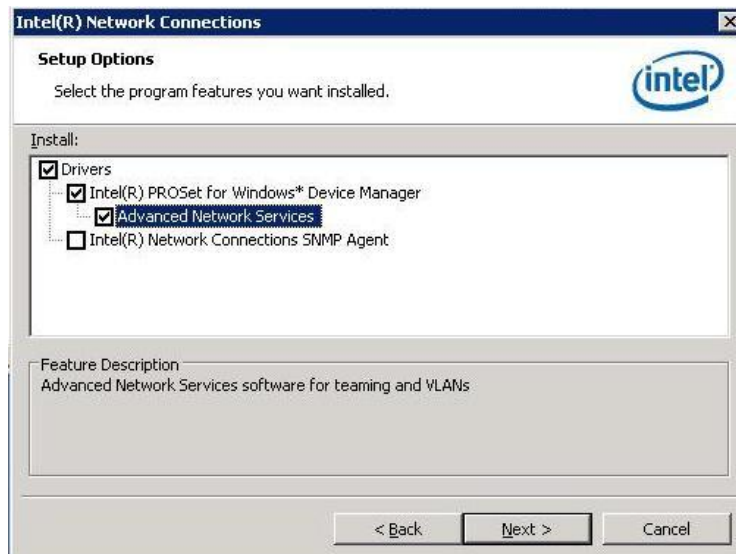 Intel(R) Network Connections
Setup Options
Select the program features you want installed.
intel
Install:
Drivers
Intel(R) PROSet for Windows* Device Manager
Advanced Network Services
Intel(R) Network Connections SNMP Agent
Feature Description
Advanced Network Services software for teaming and VLANs
< Back
Next >
Cancel